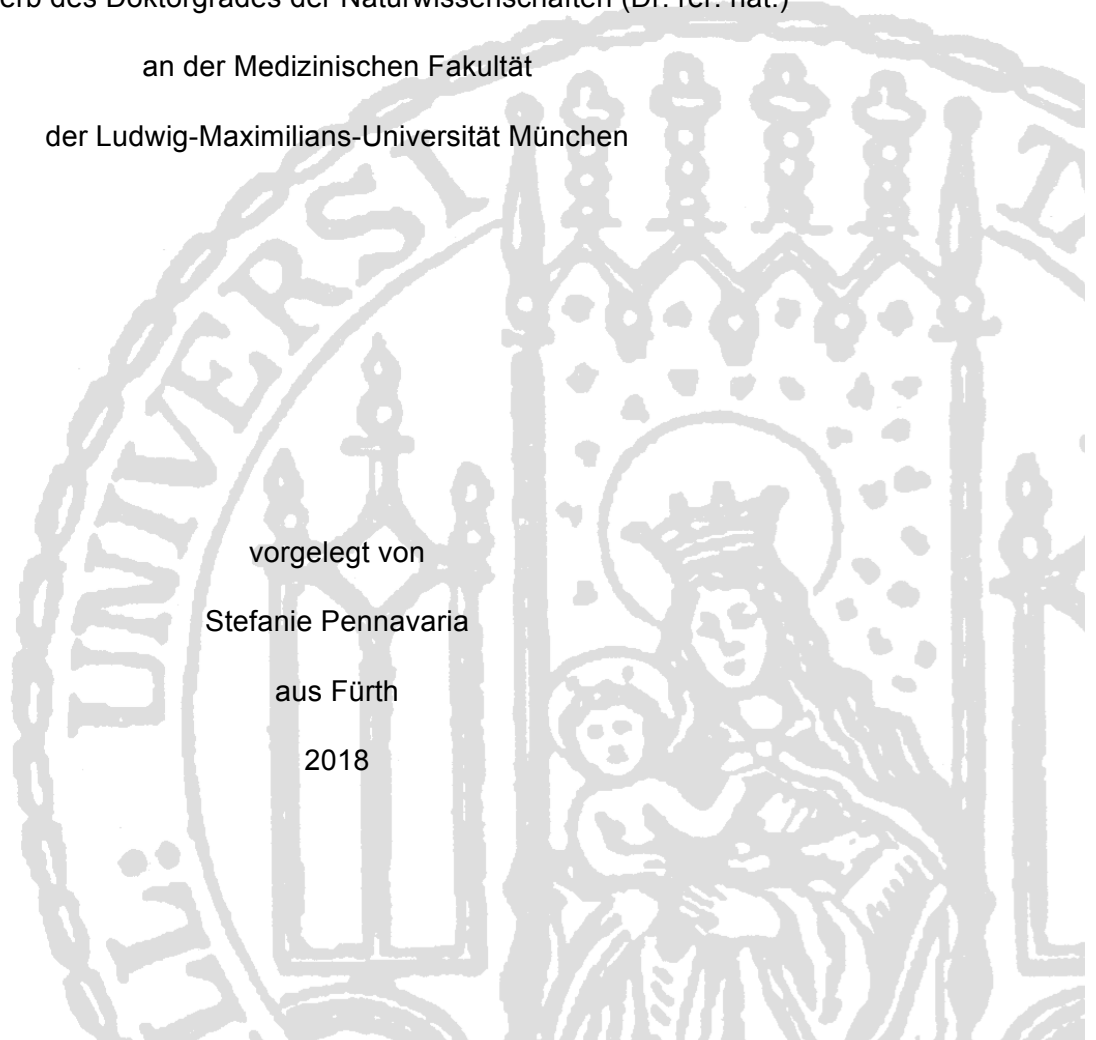 des Doktorgrades der Naturwissenschaften (Dr. rer. nat.)
an der Medizinischen Fakultät
der Ludwig-Maximilians-Universität München
vorgelegt von
Stefanie Pennavaria
aus Fürth
2018
UNIVERSI